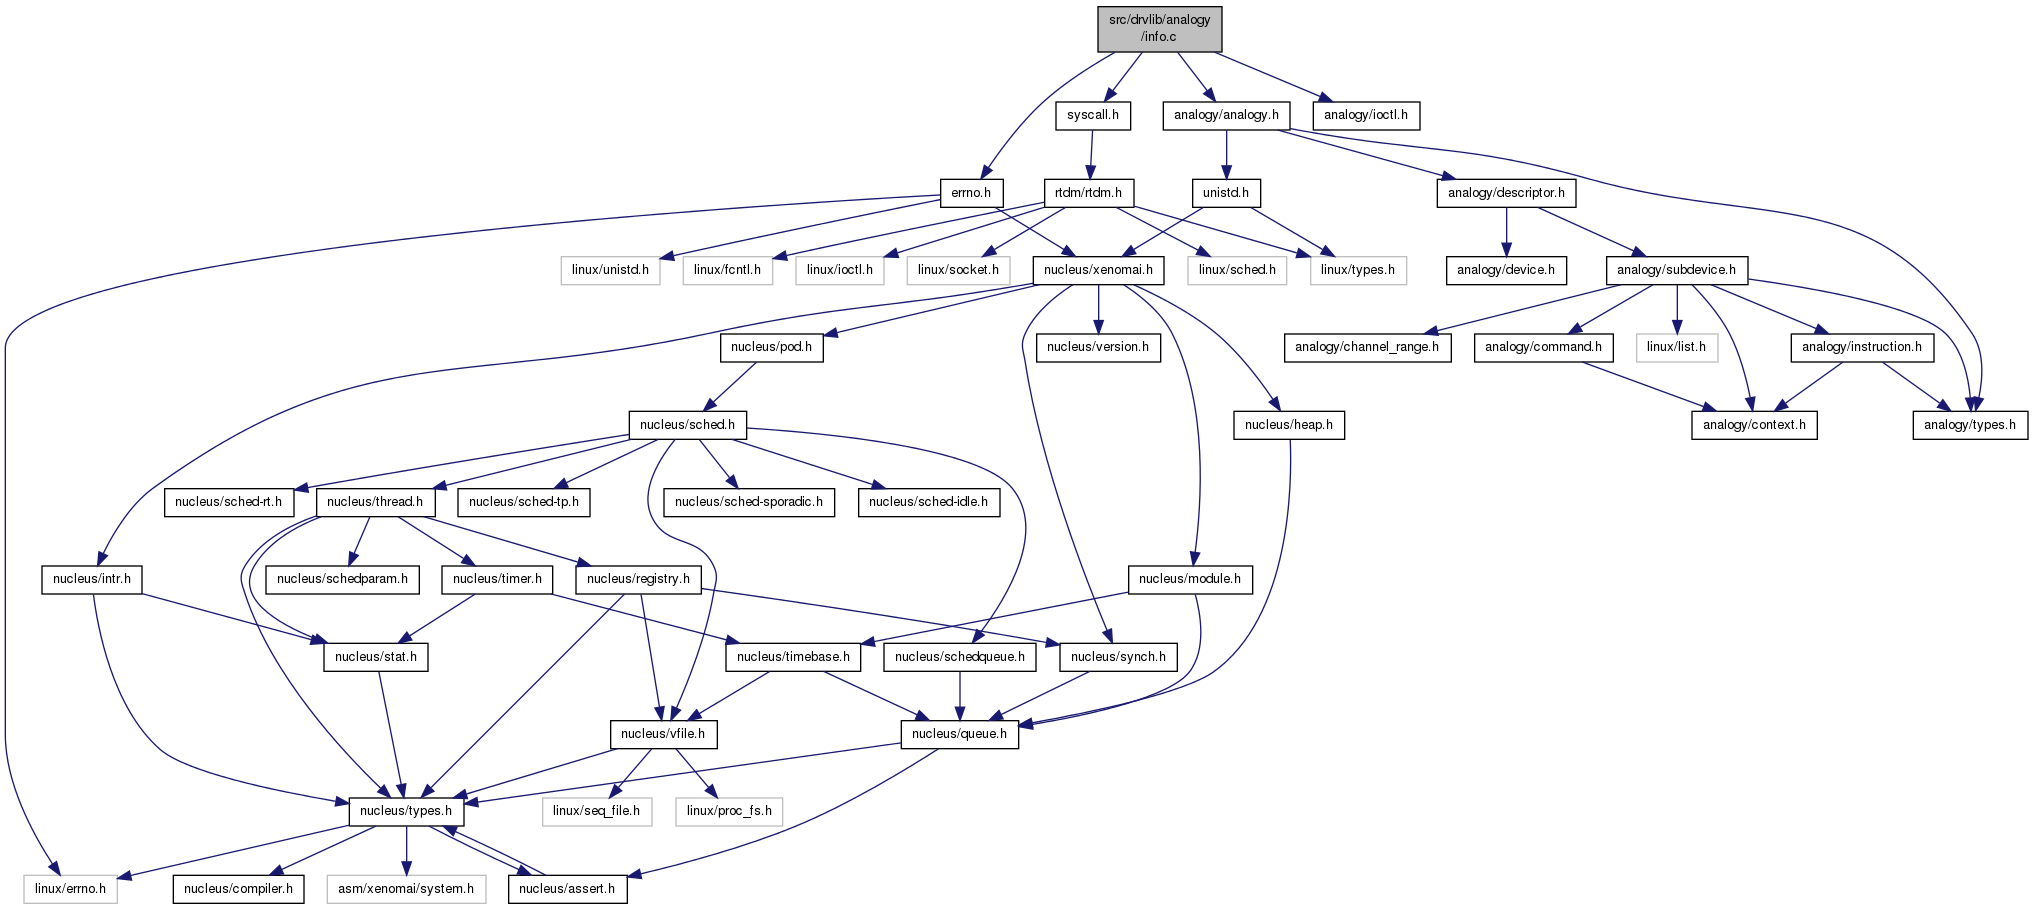 src/drvlib/analogy
/info.c
syscall.h
analogy/analogy.h
analogy/ioctl.h
errno.h
rtdm/rtdm.h
unistd.h
analogy/descriptor.h
linux/unistd.h
linux/fcntl.h
linux/ioctl.h
linux/socket.h
nucleus/xenomai.h
linux/sched.h
linux/types.h
analogy/device.h
analogy/subdevice.h
nucleus/pod.h
nucleus/version.h
analogy/channel_range.h
analogy/command.h
linux/list.h
analogy/instruction.h
nucleus/sched.h
nucleus/heap.h
analogy/context.h
analogy/types.h
nucleus/sched-rt.h
nucleus/thread.h
nucleus/sched-tp.h
nucleus/sched-sporadic.h
nucleus/sched-idle.h
nucleus/intr.h
nucleus/schedparam.h
nucleus/timer.h
nucleus/registry.h
nucleus/module.h
nucleus/stat.h
nucleus/timebase.h
nucleus/schedqueue.h
nucleus/synch.h
nucleus/vfile.h
nucleus/queue.h
nucleus/types.h
linux/seq_file.h
linux/proc_fs.h
linux/errno.h
nucleus/compiler.h
asm/xenomai/system.h
nucleus/assert.h